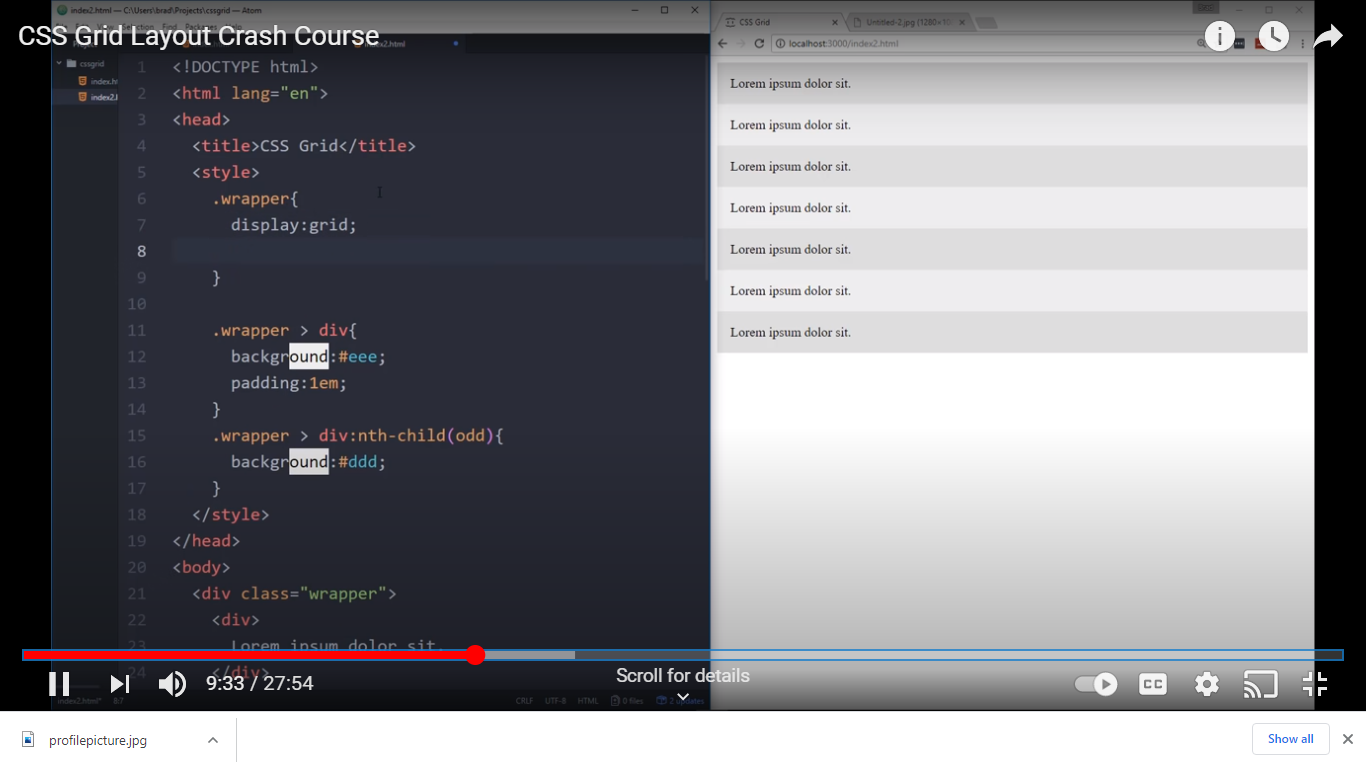 index2.html — C:\Users\brad\Projects\cssgrid — Atom
CSS Grid Layout Crash Course
index2.html
cssgrid
index.h
index2.
1 <!DOCTYPE html>
2 <html lang="en">
3 <head>
4 <title>CSS Grid</title>
5 <style>
6 .wrapper{
7 display:grid;
8
9 }
10
11 .wrapper > div{
12 background:#eee;
13 padding:1em;
14 }
15 .wrapper > div:nth-child(odd){
16 background:#ddd;
17 }
18 </style>
19 </head>
20 <body>
21 <div class="wrapper">
22 <div>
23 Lorem ipsum dolor sit.
24 </div>
index2.html* 8:7
CRLF UTF-8 HTML 0 files 2 updates
CSS Grid
Untitled-2.jpg (1280×
localhost:3000/index2.html
Lorem ipsum dolor sit.
Lorem ipsum dolor sit.
Lorem ipsum dolor sit.
Lorem ipsum dolor sit.
Lorem ipsum dolor sit.
Lorem ipsum dolor sit.
Lorem ipsum dolor sit.
9:33 / 27:54
Scroll for details
CC
profilepicture.jpg
Show all